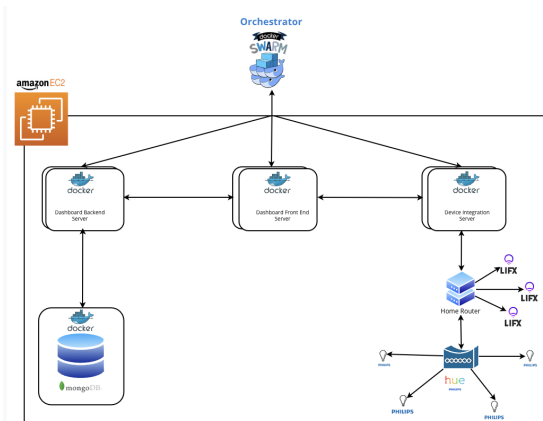 Orchestrator
docker
SWARM
amazon EC2
docker
Dashboard Backend
Server
docker
Dashboard Front End
Server
docker
Device Integration
Server
LIFX
LIFX
LIFX
Home Router
docker
mongoDB
hue
PHILIPS
PHILIPS
PHILIPS
PHILIPS
PHILIPS